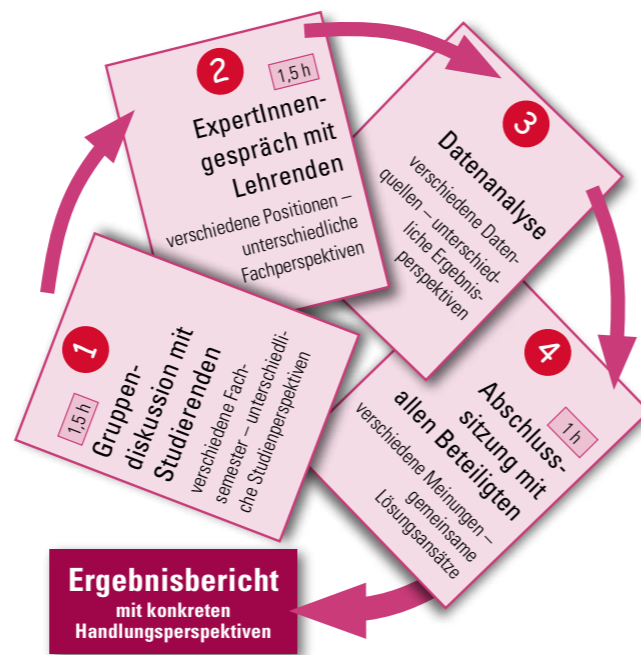 1
1,5 h
Gruppen-
diskussion mit
Studierenden
verschiedene Fach-
semester – unterschiedli-
che Studienperspektiven
2
1,5 h
ExpertInnen-
gespräch mit
Lehrenden
verschiedene Positionen –
unterschiedliche
Fachperspektiven
3
Datenanalyse
verschiedene Daten-
quellen – unterschied-
liche Ergebnis-
perspektiven
4
1 h
Abschluss-
sitzung mit
allen Beteiligten
verschiedene Meinungen –
gemeinsame
Lösungsansätze
Ergebnisbericht
mit konkreten
Handlungsperspektiven